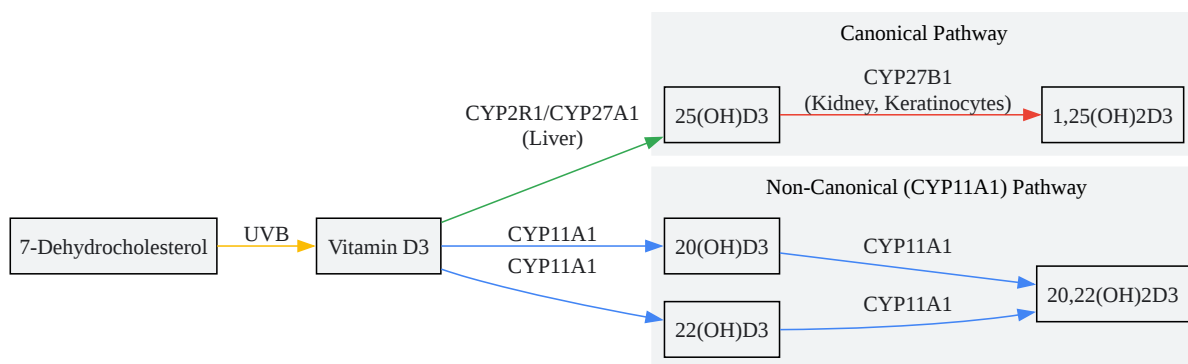 Canonical Pathway
CYP27B1
(Kidney, Keratinocytes)
CYP2R1/CYP27A1
(Liver)
25(OH)D3
1,25(OH)2D3
Non-Canonical (CYP11A1) Pathway
7-Dehydrocholesterol
UVB
Vitamin D3
CYP11A1
20(OH)D3
CYP11A1
CYP11A1
22(OH)D3
CYP11A1
20,22(OH)2D3